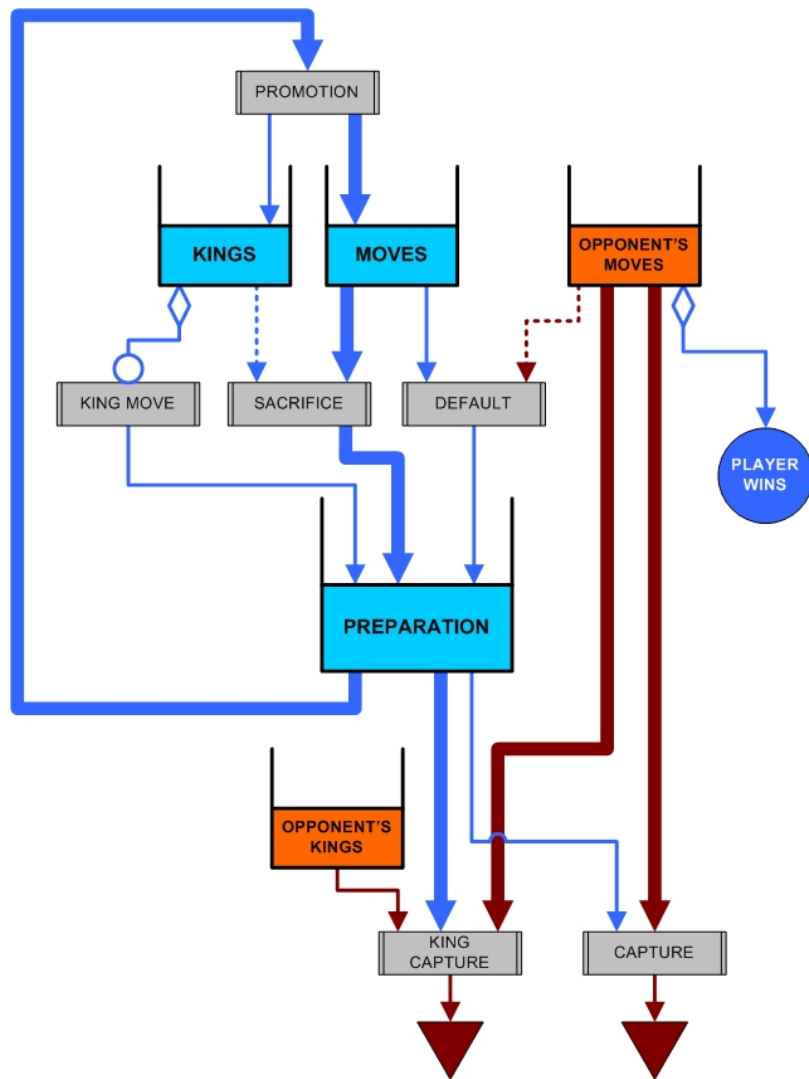 PROMOTION
KINGS
MOVES
OPPONENT'S
MOVES
KING MOVE
SACRIFICE
DEFAULT
PLAYER
WINS
PREPARATION
OPPONENT'S
KINGS
KING
CAPTURE
CAPTURE